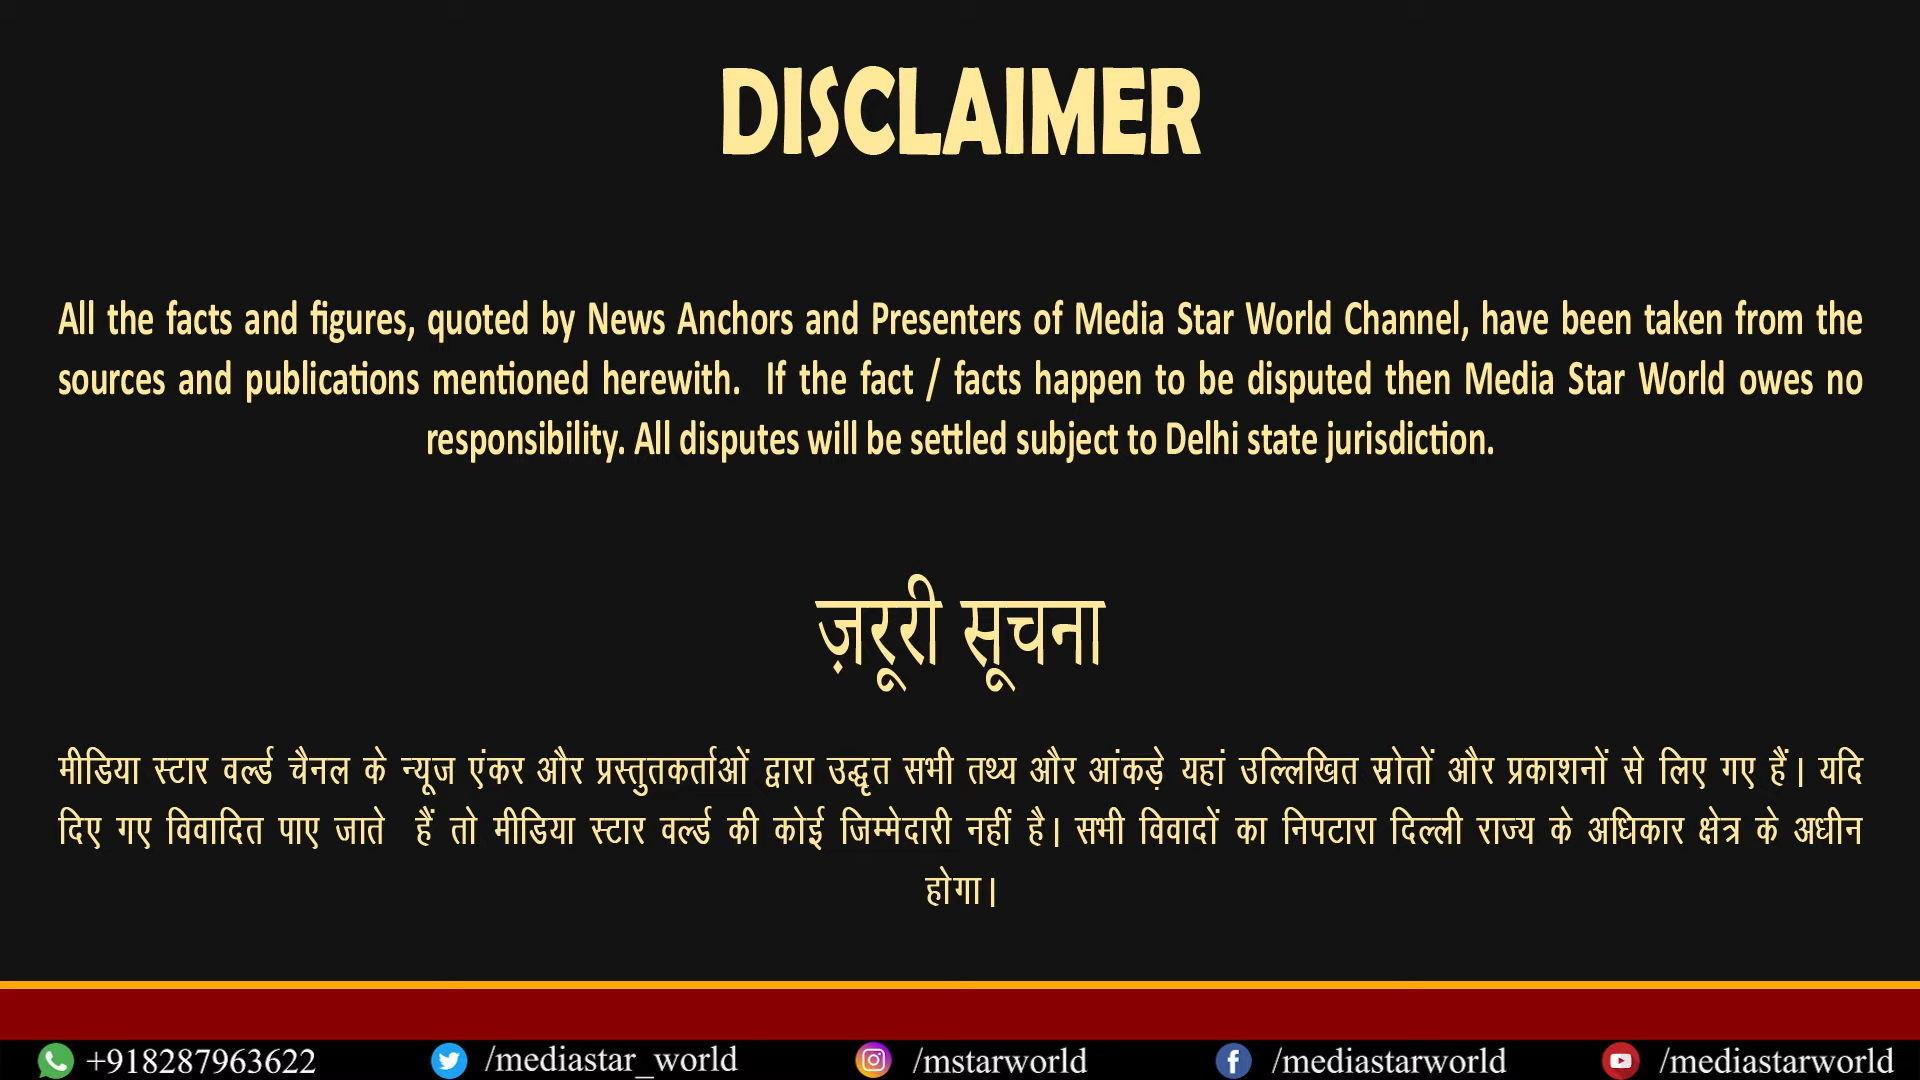 DISCLAIMER
All the facts and figures, quoted by News Anchors and Presenters of Media Star World Channel, have been taken from the
sources and publications mentioned herewith.  If the fact / facts happen to be disputed then Media Star World owes no
responsibility. All disputes will be settled subject to Delhi state jurisdiction.
ज़रूरी सूचना
मीडिया स्टार वर्ल्ड चैनल के न्यूज एंकर और प्रस्तुतकर्ताओं द्वारा उद्धृत सभी तथ्य और आंकड़े यहां उल्लिखित स्रोतों और प्रकाशनों से लिए गए हैं। यदि
दिए गए विवादित पाए जाते  हैं तो मीडिया स्टार वर्ल्ड की कोई जिम्मेदारी नहीं है। सभी विवादों का निपटारा दिल्ली राज्य के अधिकार क्षेत्र के अधीन
होगा।
+918287963622 /mediastar_world /mstarworld /mediastarworld /mediastarworld